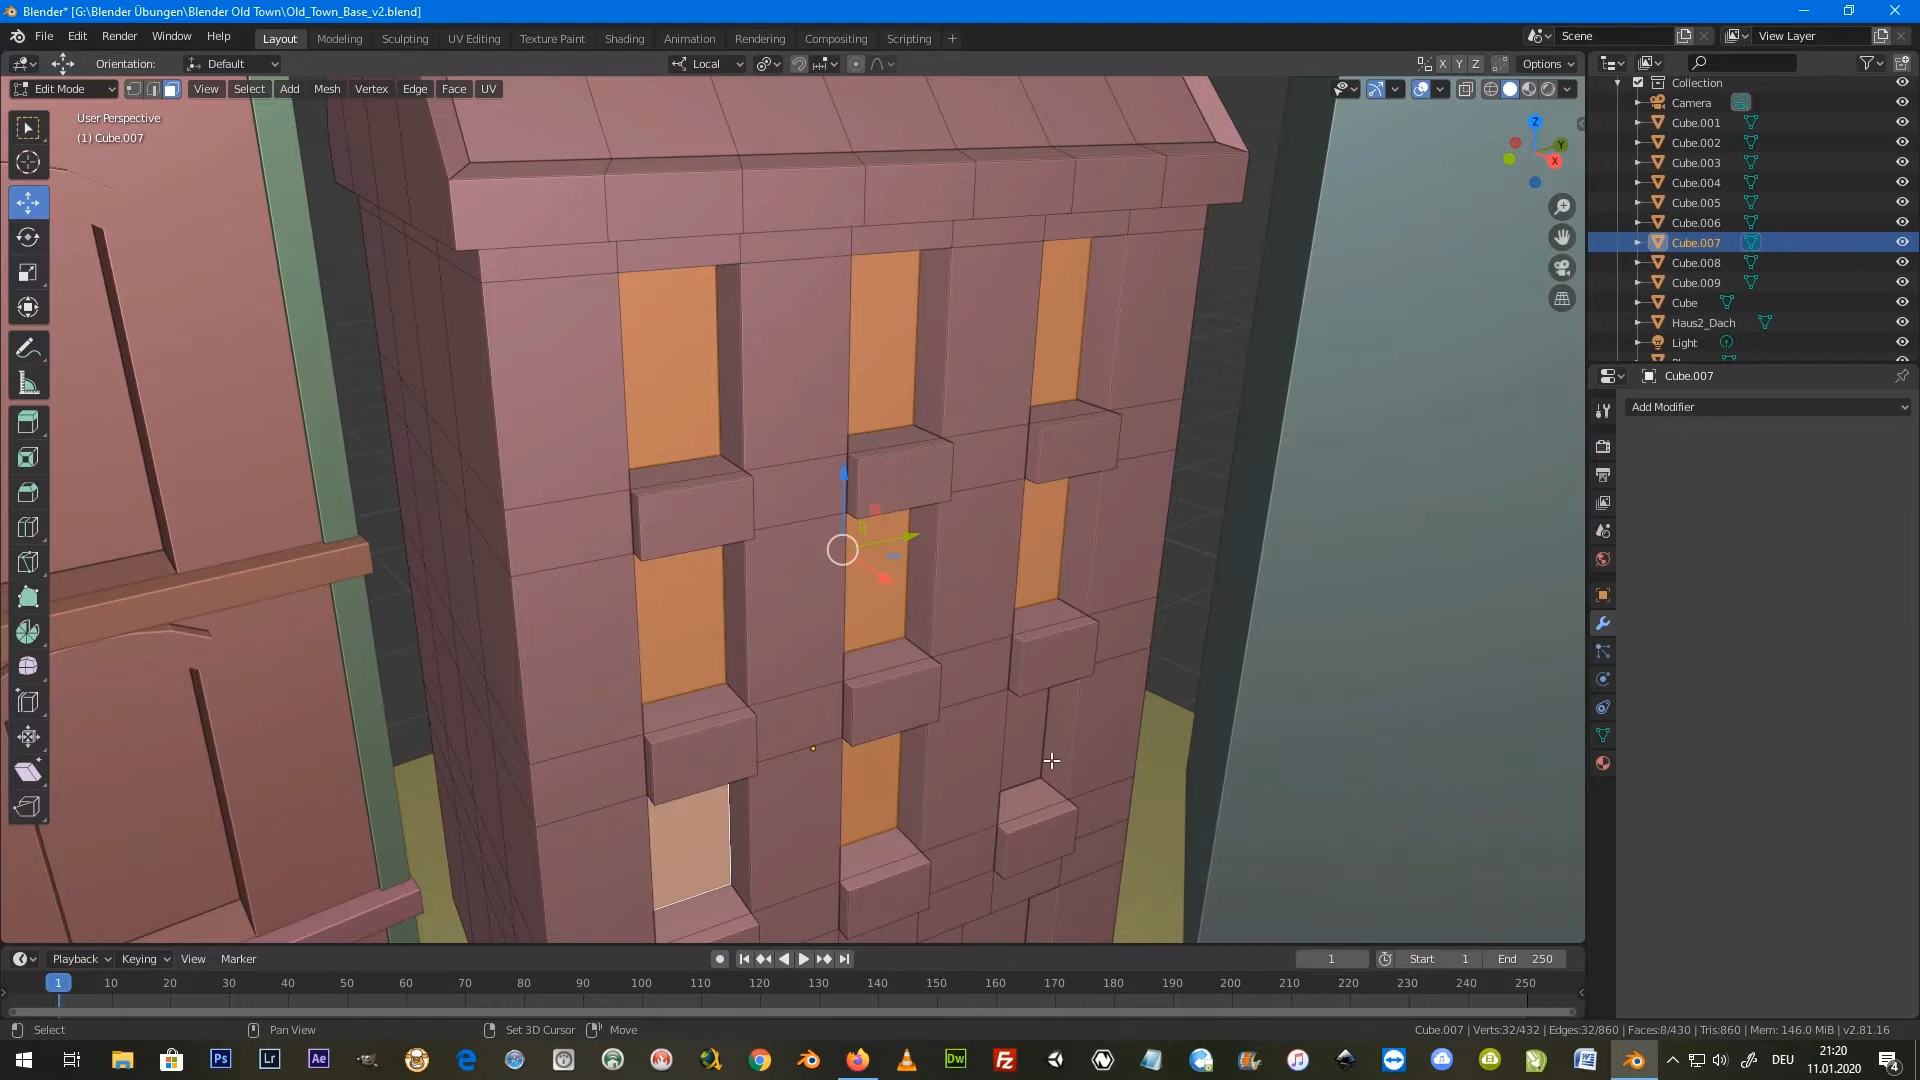 Blender* [G:\Blender Übungen\Blender Old Town\Old_Town_Base_v2.blend]
File Edit Render Window Help Layout Modeling Sculpting UV Editing Texture Paint Shading Animation Rendering Compositing Scripting + Scene View Layer
Orientation: Default Local X Y Z Options
Edit Mode View Select Add Mesh Vertex Edge Face UV
User Perspective
(1) Cube.007
Z
Y
X
Collection
Camera
Cube.001
Cube.002
Cube.003
Cube.004
Cube.005
Cube.006
Cube.007
Cube.008
Cube.009
Cube
Haus2_Dach
Light
Cube.007
Add Modifier
Playback Keying View Marker 1 Start 1 End 250
1 10 20 30 40 50 60 70 80 90 100 110 120 130 140 150 160 170 180 190 200 210 220 230 240 250
Select Pan View Set 3D Cursor Move Cube.007 | Verts:32/432 | Edges:32/860 | Faces:8/430 | Tris:860 | Mem: 146.0 MiB | v2.81.16
Ps Lr Ae Dw Fz DEU 21:20
11.01.2020 4